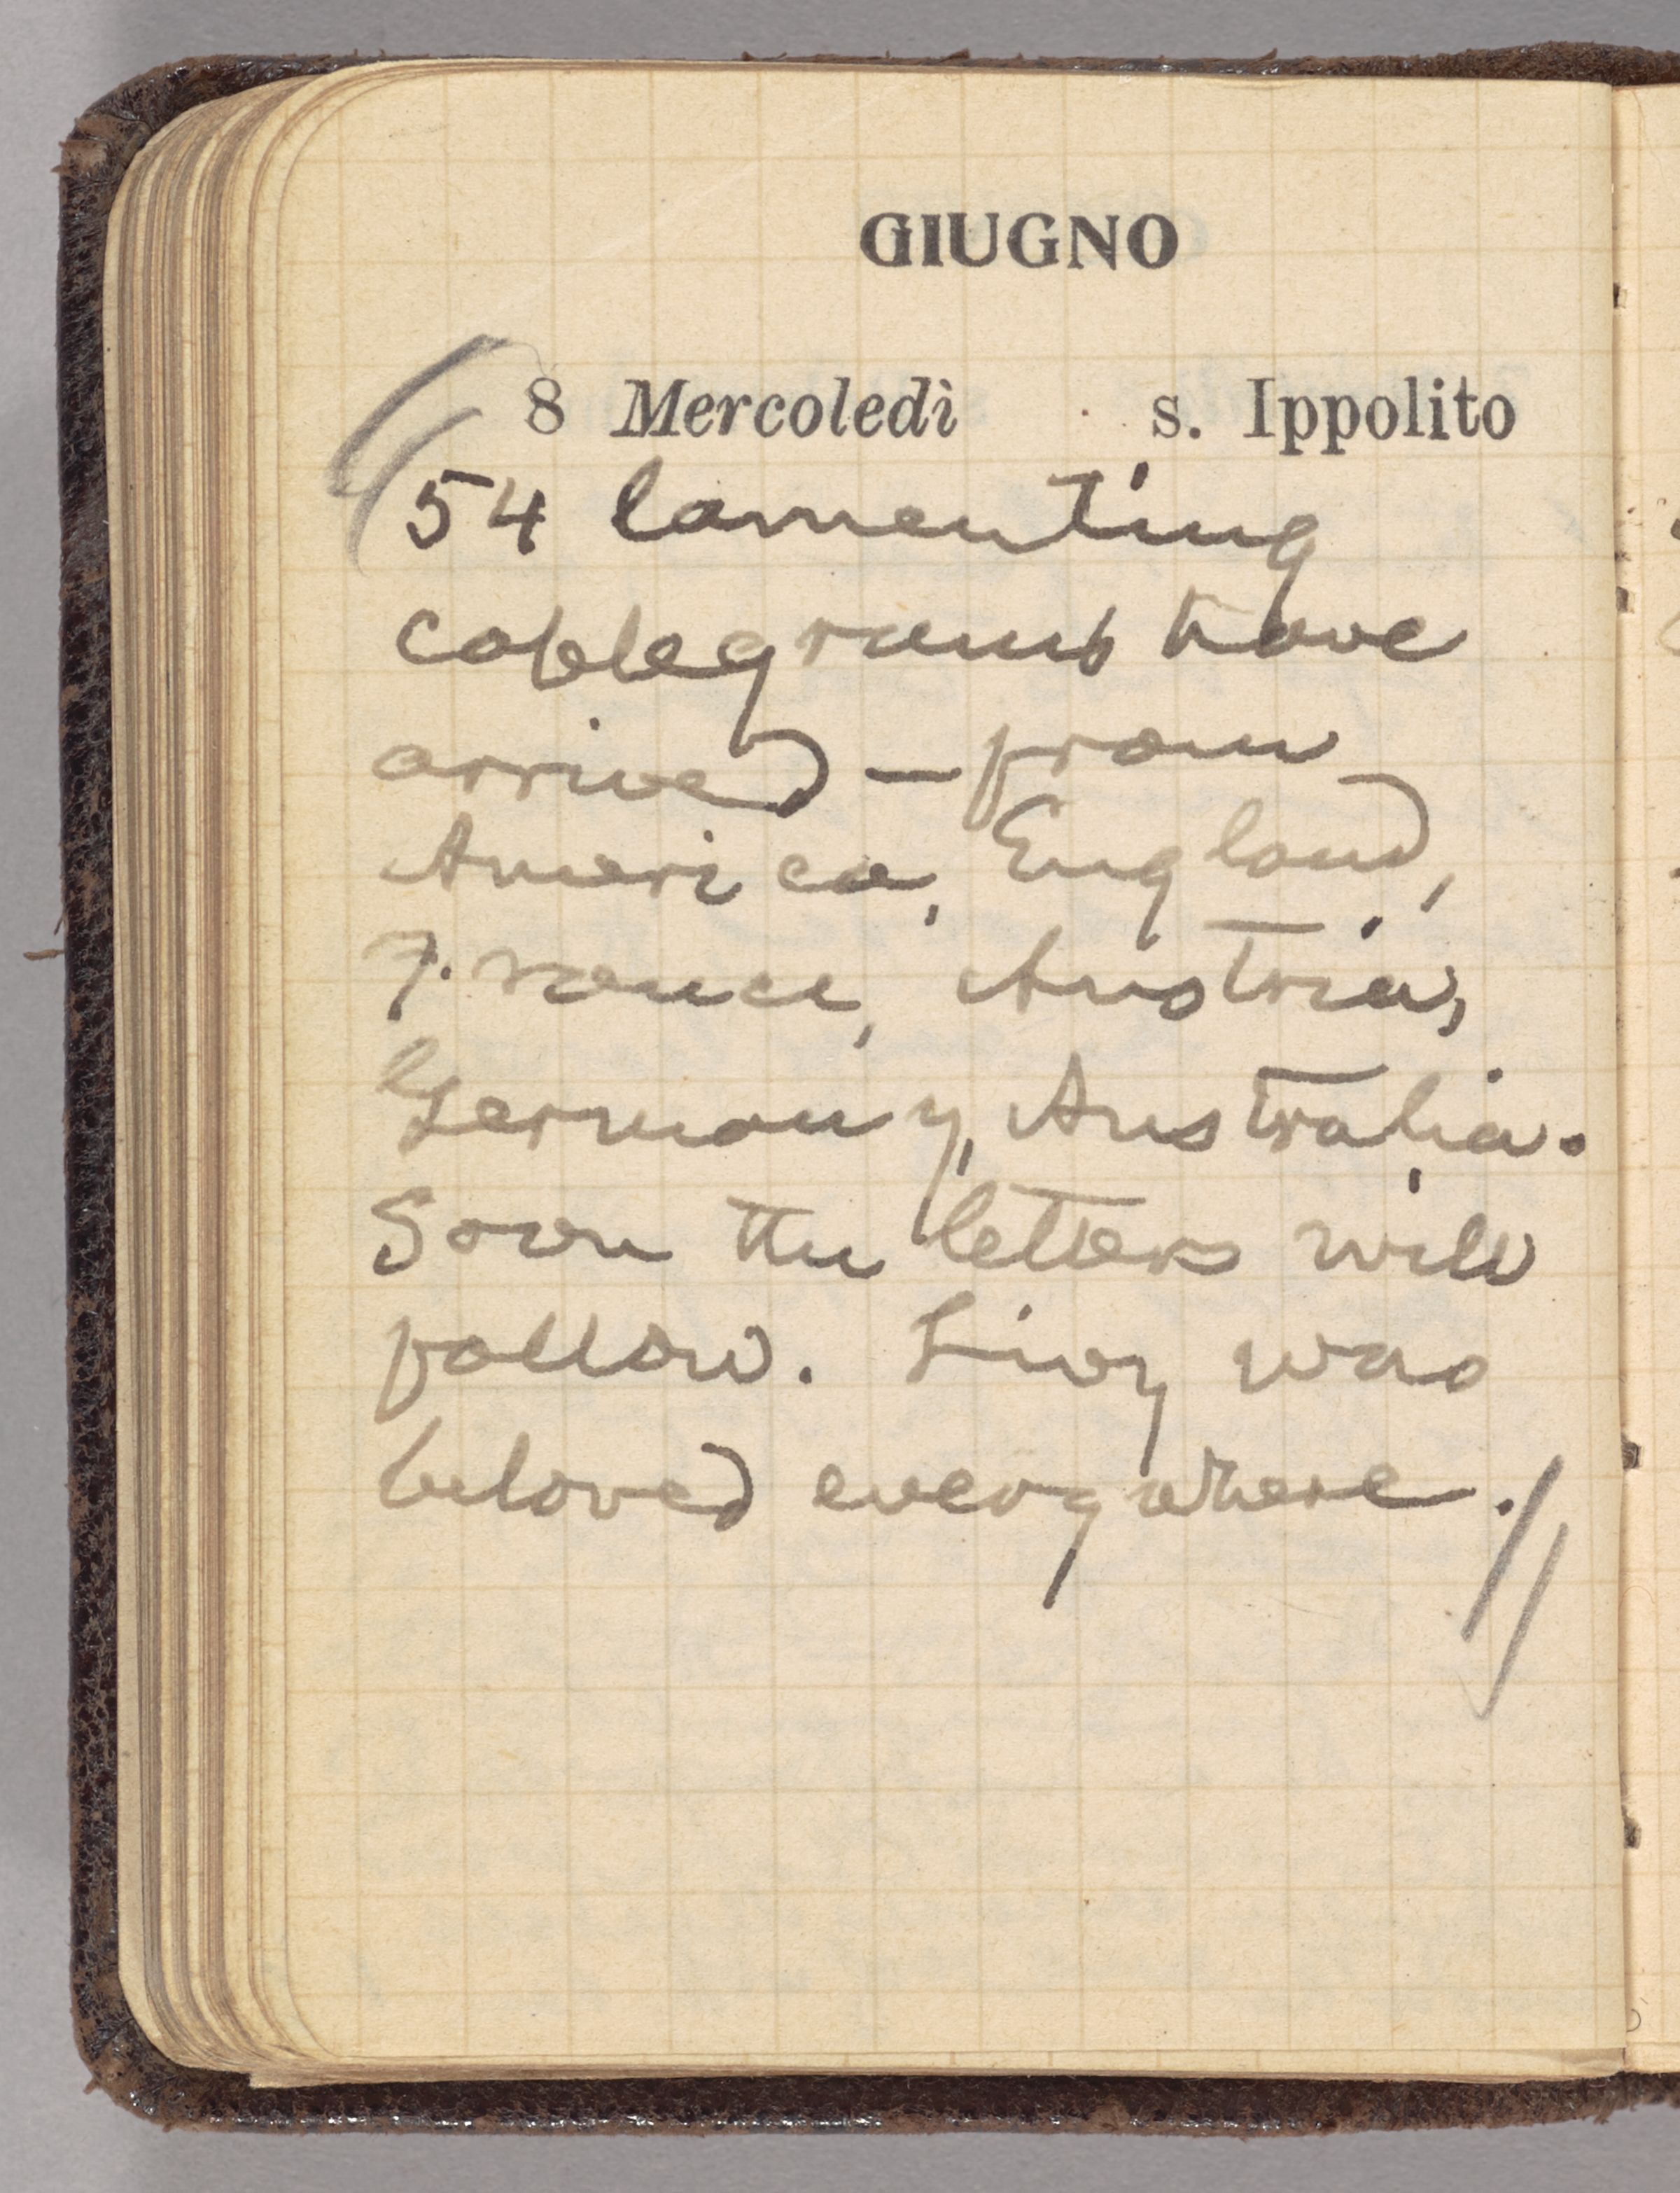 GIUGNO
8 Mercoledì s. Ippolito
54 lamenting
cablegrams have
arrived — from
America, England,
France, Austria,
Germany, Australia.
Soon the letters will
follow. Livy was
beloved everywhere.